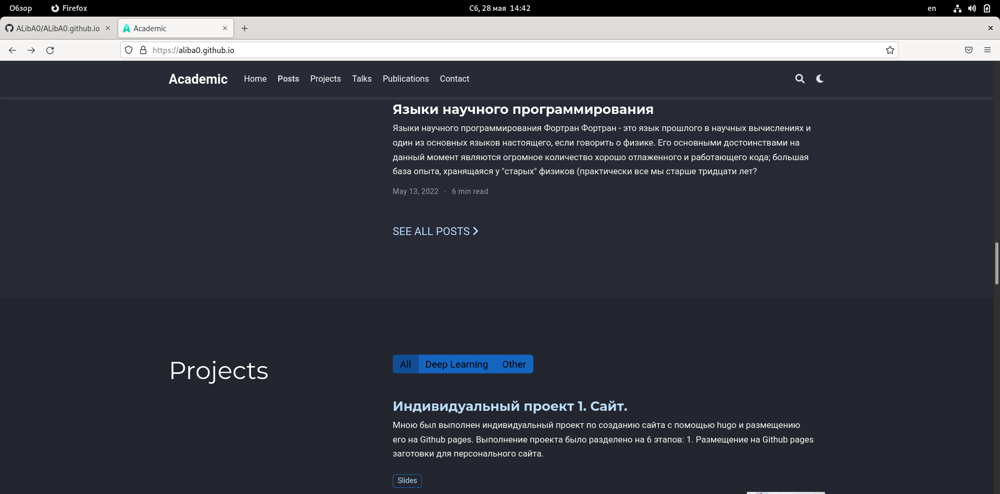 Обзор Firefox Сб, 28 мая 14:42 en
ALibA0/ALibA0.github.io Academic
https://aliba0.github.io
Academic Home Posts Projects Talks Publications Contact
Языки научного программирования
Языки научного программирования Фортран Фортран - это язык прошлого в научных вычислениях и
один из основных языков настоящего, если говорить о физике. Его основными достоинствами на
данный момент являются огромное количество хорошо отлаженного и работающего кода; большая
база опыта, хранящаяся у "старых" физиков (практически все мы старше тридцати лет?
May 13, 2022 · 6 min read
SEE ALL POSTS
Projects
All Deep Learning Other
Индивидуальный проект 1. Сайт.
Мною был выполнен индивидуальный проект по созданию сайта с помощью hugo и размещению
его на Github pages. Выполнение проекта было разделено на 6 этапов: 1. Размещение на Github pages
заготовки для персонального сайта.
Slides